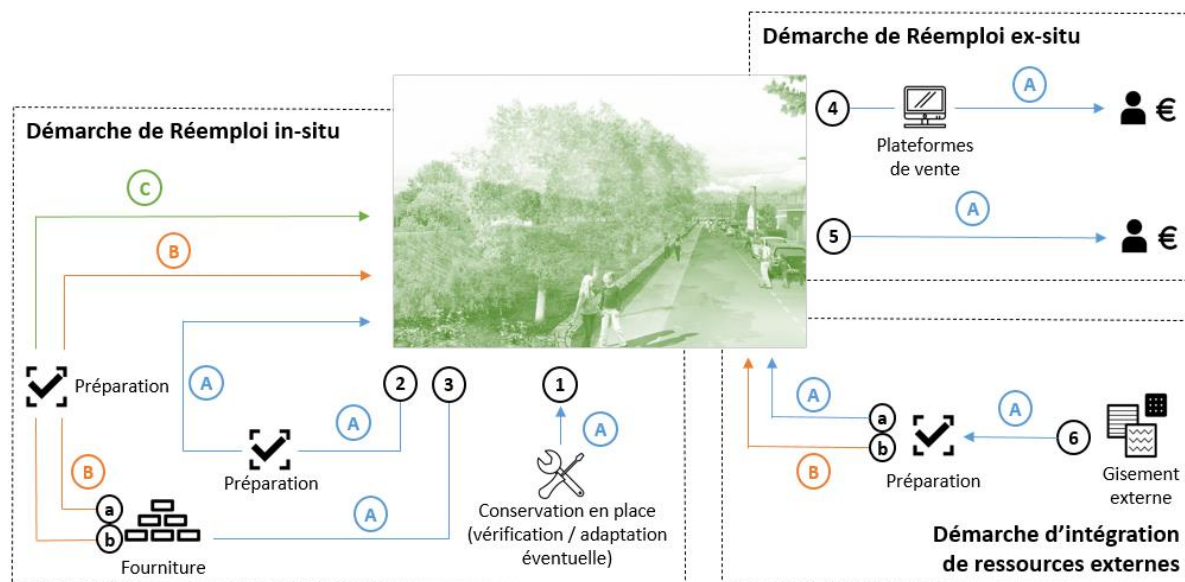 Démarche de Réemploi ex-situ
4
A
€
Plateformes
de vente
A
5
€
Démarche de Réemploi in-situ
C
B
A
Préparation
2
3
1
A
A
Préparation
B
a
b
Fourniture
A
Conservation en place
(vérification / adaptation
éventuelle)
A
a
b
B
Préparation
A
6
Gisement
externe
Démarche d’intégration
de ressources externes